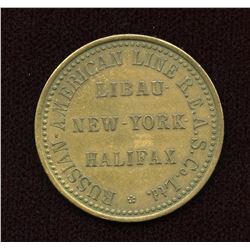 RUSSIAN AMERICAN LINE R.E.A.S. Co. Ltd.
LIBAU
NEW-YORK
HALIFAX